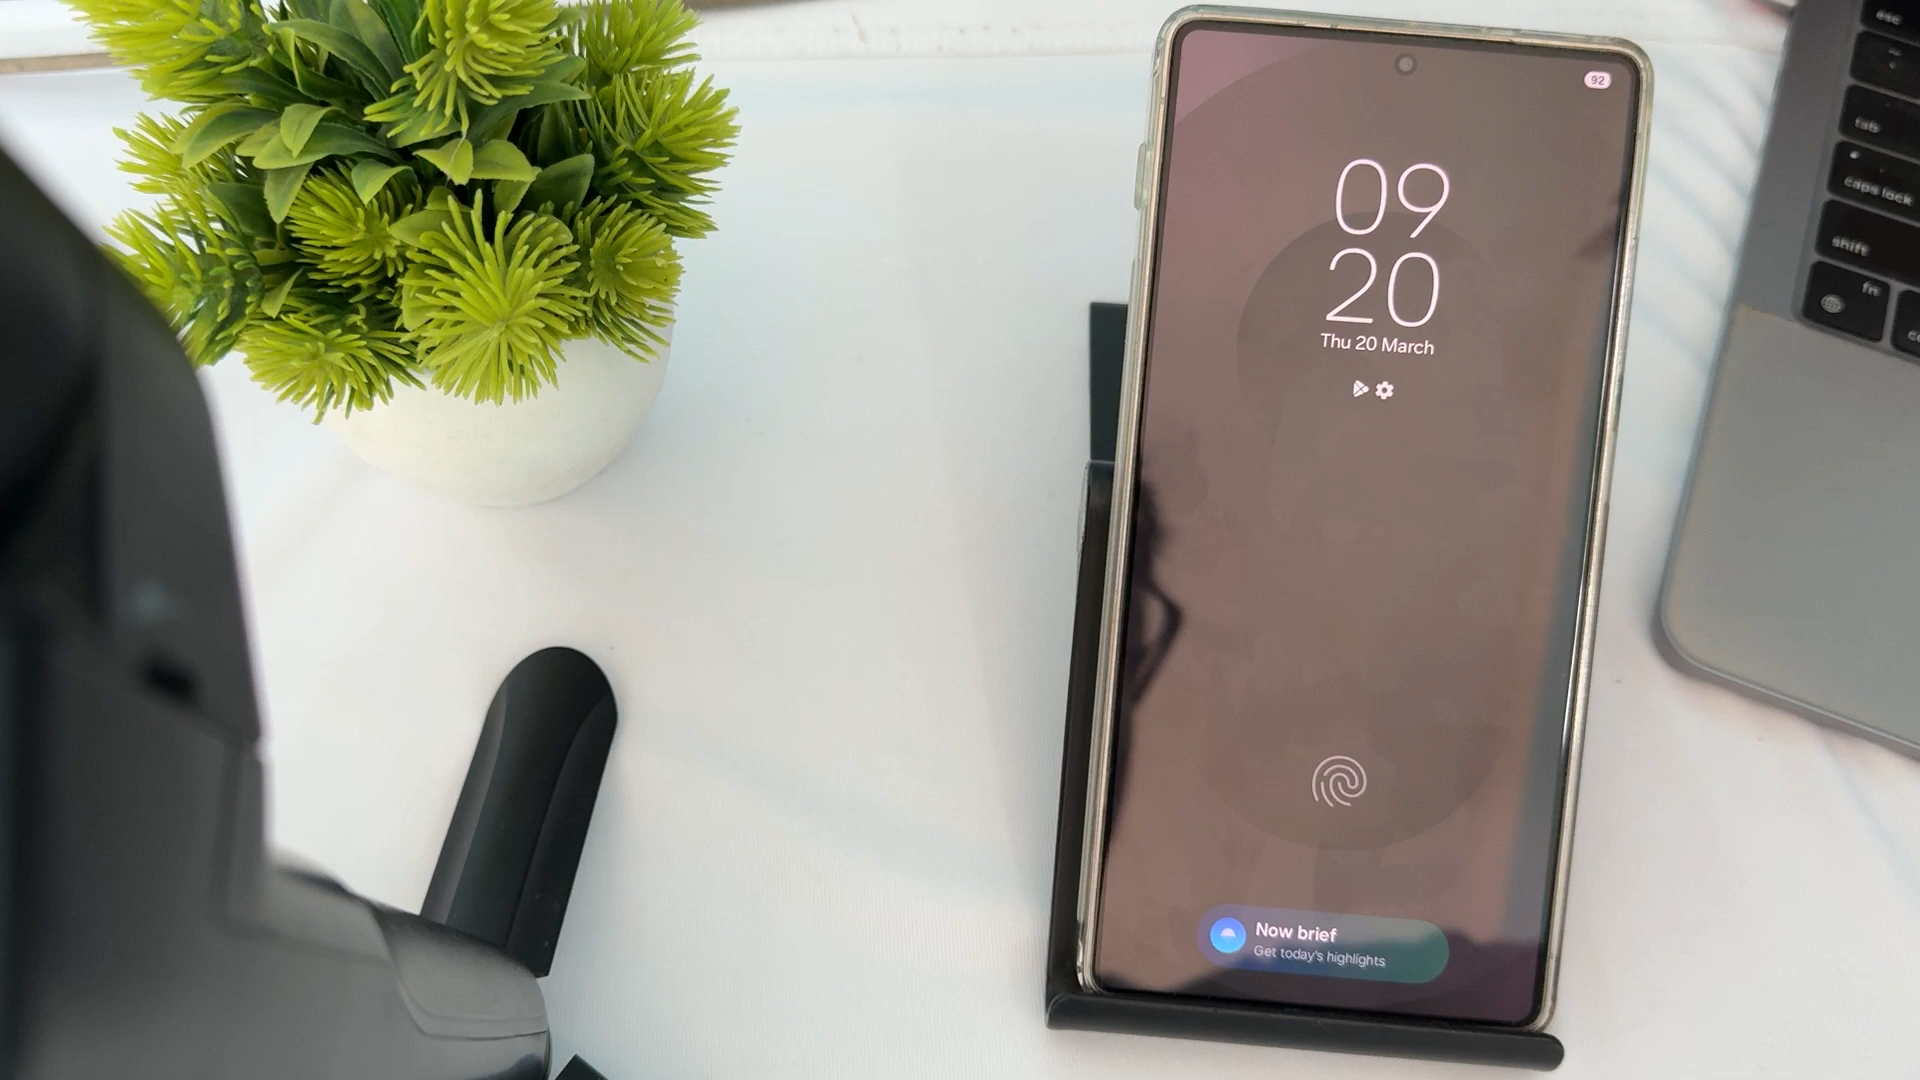 92
09
20
Thu 20 March
Now brief
Get today's highlights
esc
tab
caps lock
shift
fn